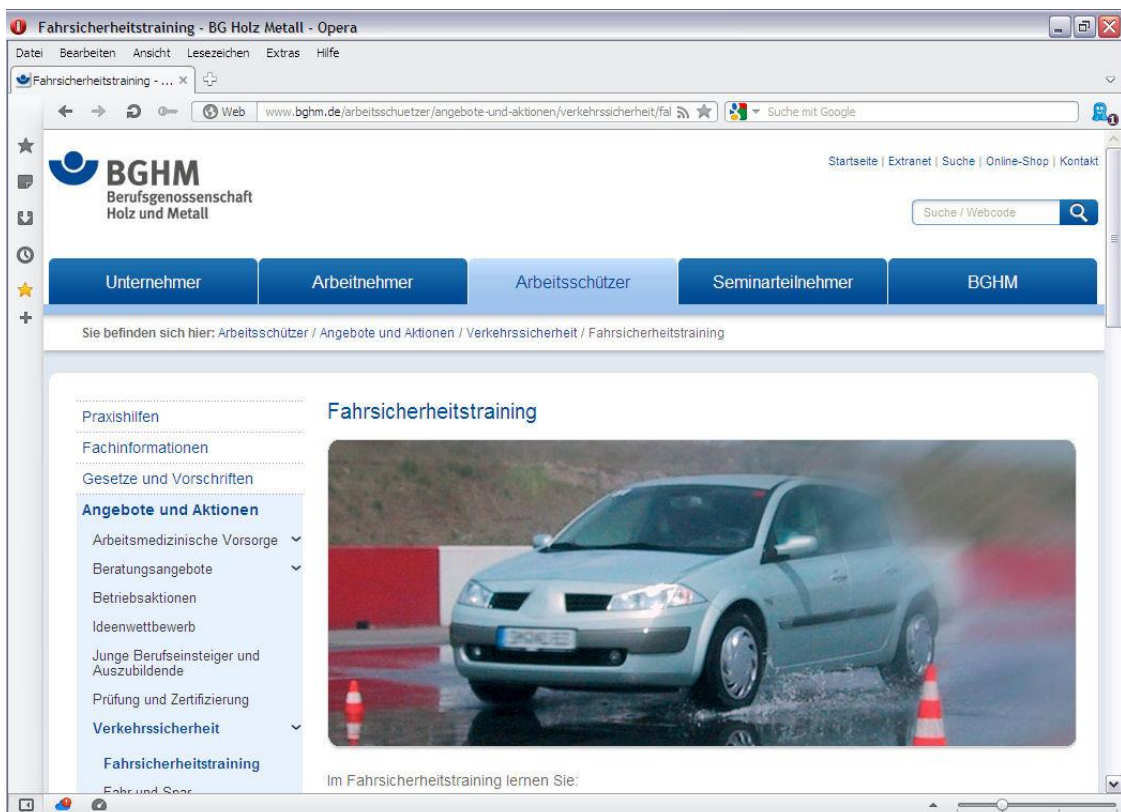 Fahrsicherheitstraining - BG Holz Metall - Opera
Datei Bearbeiten Ansicht Lesezeichen Extras Hilfe
Fahrsicherheitstraining - ...
Web www.bghm.de/arbeitsschuetzer/angebote-und-aktionen/verkehrssicherheit/fal Suche mit Google
1
Startseite | Extranet | Suche | Online-Shop | Kontakt
BGHM
Berufsgenossenschaft
Holz und Metall
Suche / Webcode
Unternehmer Arbeitnehmer Arbeitsschützer Seminarteilnehmer BGHM
Sie befinden sich hier: Arbeitsschützer / Angebote und Aktionen / Verkehrssicherheit / Fahrsicherheitstraining
Praxishilfen
Fachinformationen
Gesetze und Vorschriften
Angebote und Aktionen
Arbeitsmedizinische Vorsorge
Beratungsangebote
Betriebsaktionen
Ideenwettbewerb
Junge Berufseinsteiger und
Auszubildende
Prüfung und Zertifizierung
Verkehrssicherheit
Fahrsicherheitstraining
Fahr und Spar
Fahrsicherheitstraining
Im Fahrsicherheitstraining lernen Sie: